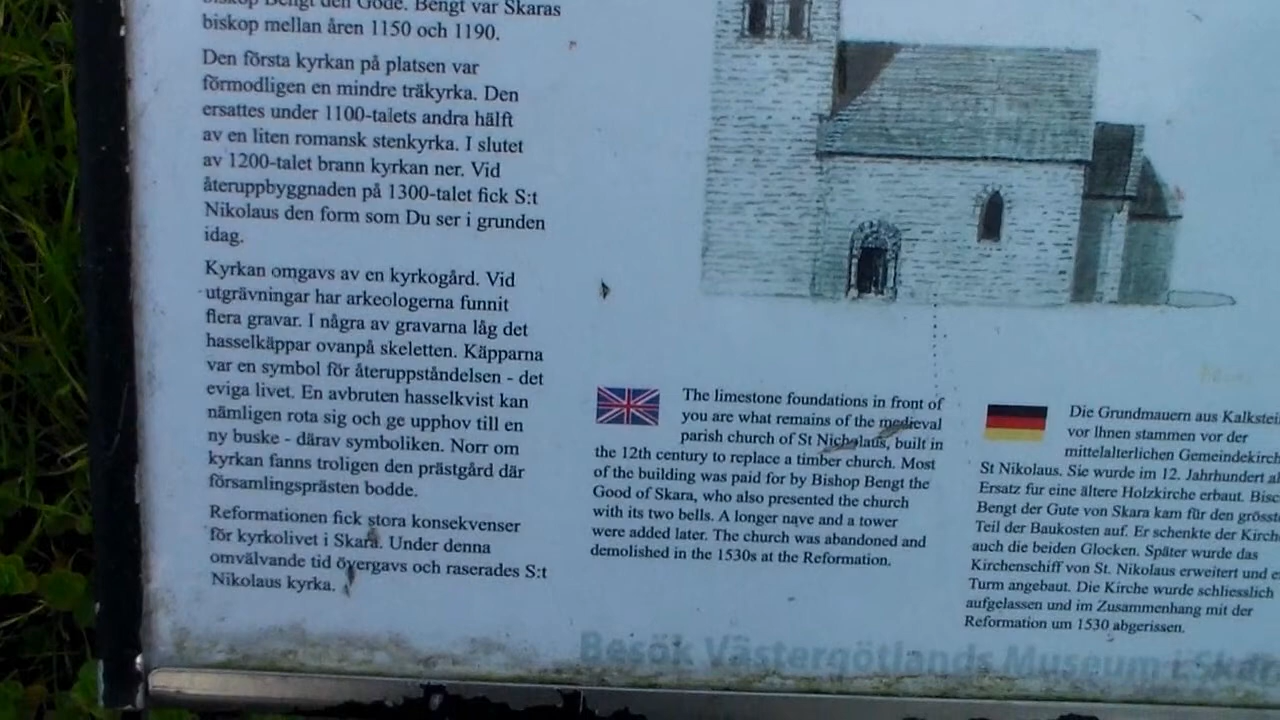 biskop Bengt den Gode. Bengt var Skaras
biskop mellan åren 1150 och 1190.
Den första kyrkan på platsen var
förmodligen en mindre träkyrka. Den
ersattes under 1100-talets andra hälft
av en liten romansk stenkyrka. I slutet
av 1200-talet brann kyrkan ner. Vid
återuppbyggnaden på 1300-talet fick S:t
Nikolaus den form som Du ser i grunden
idag.
Kyrkan omgavs av en kyrkogård. Vid
utgrävningar har arkeologerna funnit
flera gravar. I några av gravarna låg det
hasselkäppar ovanpå skeletten. Käpparna
var en symbol för återuppståndelsen - det
eviga livet. En avbruten hasselkvist kan
nämligen rota sig och ge upphov till en
ny buske - därav symboliken. Norr om
kyrkan fanns troligen den prästgård där
församlingsprästen bodde.
Reformationen fick stora konsekvenser
för kyrkolivet i Skara. Under denna
omvälvande tid övergavs och raserades S:t
Nikolaus kyrka.
The limestone foundations in front of
you are what remains of the medieval
parish church of St Nicholaus, built in
the 12th century to replace a timber church. Most
of the building was paid for by Bishop Bengt the
Good of Skara, who also presented the church
with its two bells. A longer nave and a tower
were added later. The church was abandoned and
demolished in the 1530s at the Reformation.
Die Grundmauern aus Kalkstei
vor Ihnen stammen vor der
mittelalterlichen Gemeindekirch
St Nikolaus. Sie wurde im 12. Jahrhundert al
Ersatz fur eine ältere Holzkirche erbaut. Bisc
Bengt der Gute von Skara kam für den grösst
Teil der Baukosten auf. Er schenkte der Kirch
auch die beiden Glocken. Später wurde das
Kirchenschiff von St. Nikolaus erweitert und e
Turm angebaut. Die Kirche wurde schliesslich
aufgelassen und im Zusammenhang mit der
Reformation um 1530 abgerissen.
Besök Västergötlands Museum i Skar